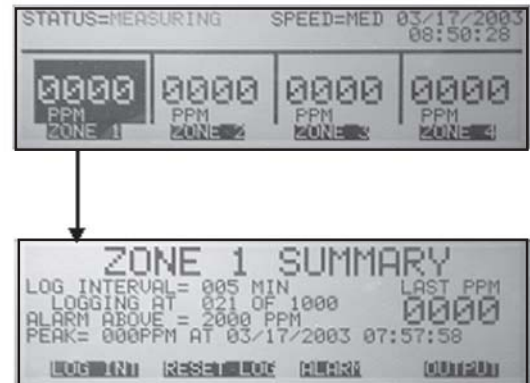 STATUS=MEASURING SPEED=MED 03/17/2003
08:50:28
0000 0000 0000 0000
PPM PPM PPM PPM
ZONE 1 ZONE 2 ZONE 3 ZONE 4
ZONE 1 SUMMARY
LOG INTERVAL= 005 MIN LAST PPM
LOGGING AT 021 OF 1000 0000
ALARM ABOVE = 2000 PPM
PEAK= 000PPM AT 03/17/2003 07:57:58
LOG INT RESET LOG ALARM OUTPUT